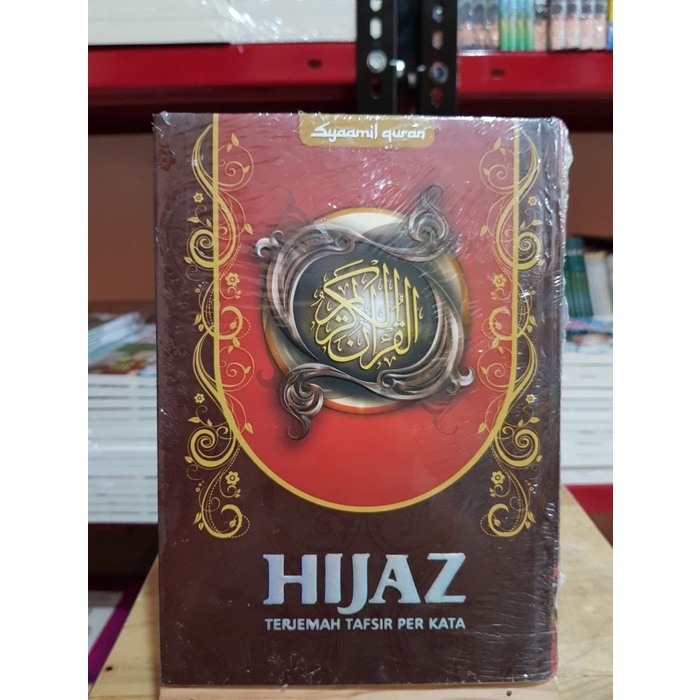 Syaamil quran
القرآن الكريم
HIJAZ
TERJEMAH TAFSIR PER KATA